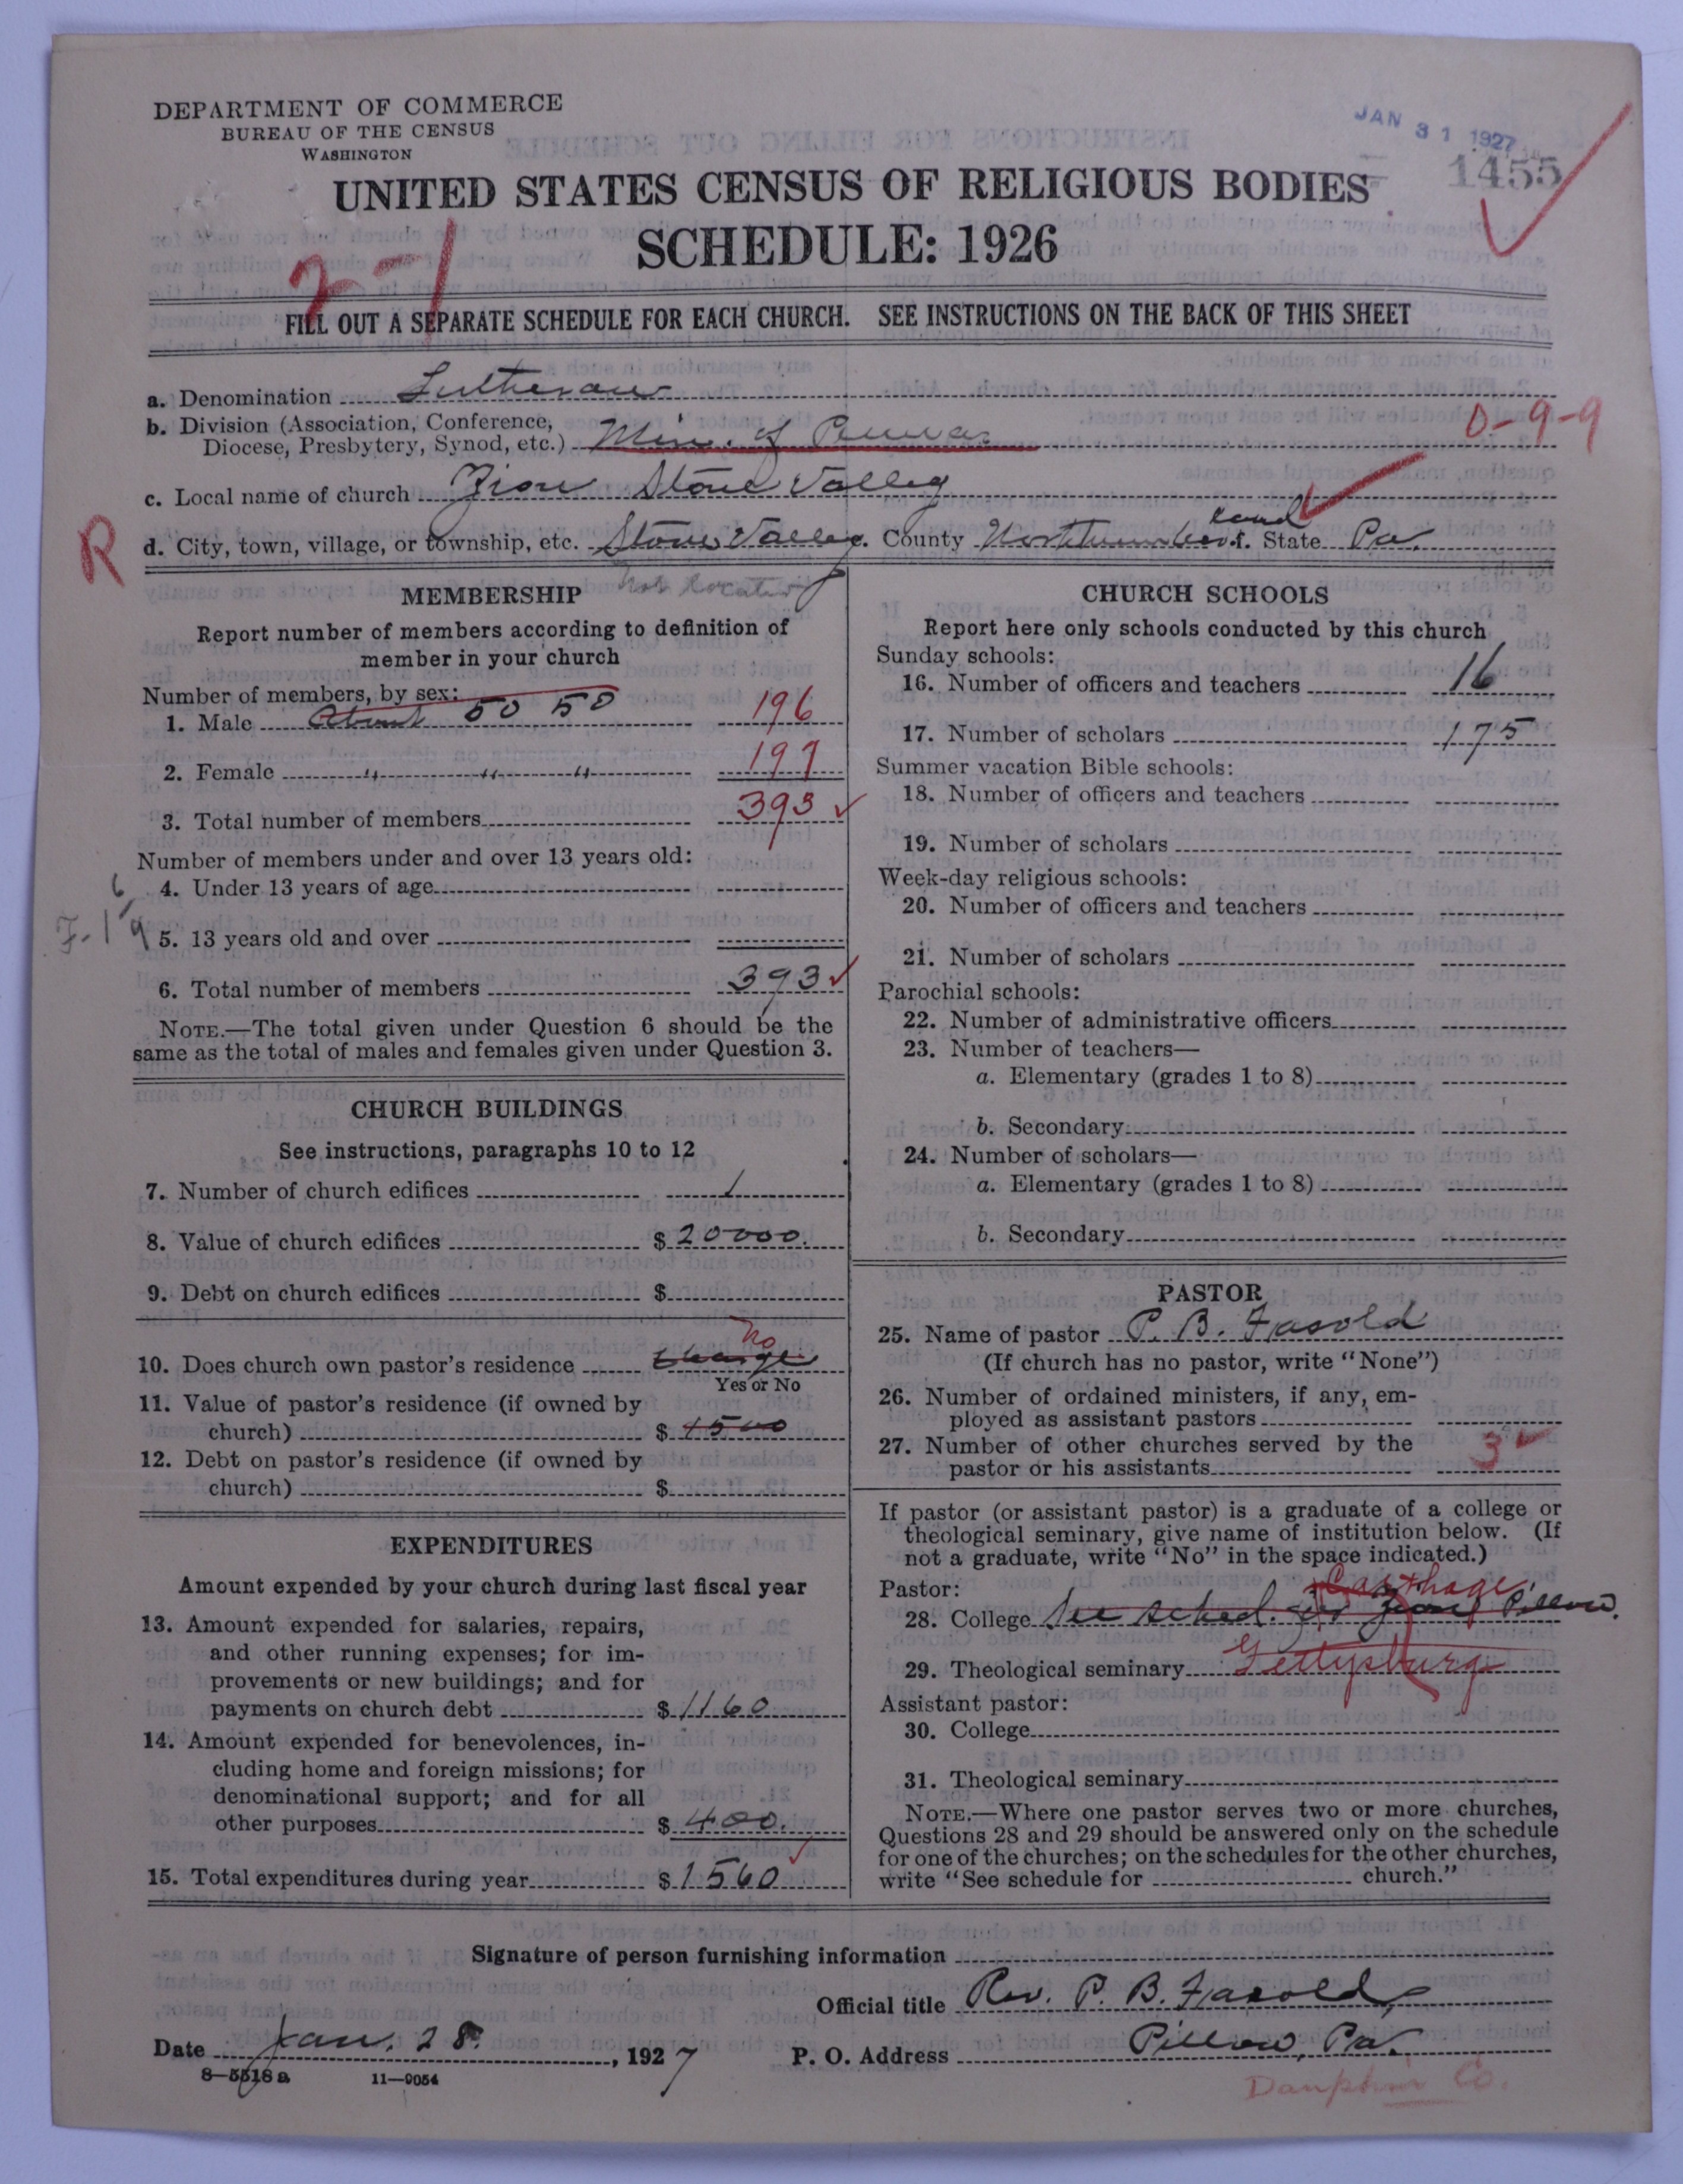 DEPARTMENT OF COMMERCE
BUREAU OF THE CENSUS
WASHINGTON
JAN 31 1927
1455
UNITED STATES CENSUS OF RELIGIOUS BODIES
SCHEDULE: 1926
2-1
FILL OUT A SEPARATE SCHEDULE FOR EACH CHURCH. SEE INSTRUCTIONS ON THE BACK OF THIS SHEET
a. Denomination Lutheran
b. Division (Association, Conference,
Diocese, Presbytery, Synod, etc.) Min. of Penna. 0-9-9
c. Local name of church Zion Stone Valley
R d. City, town, village, or township, etc. Stone Valley. County Northumberland State Pa.
MEMBERSHIP
Report number of members according to definition of
member in your church
Number of members, by sex:
1. Male About 50 50 196
2. Female " " " 197
3. Total number of members 393
Number of members under and over 13 years old:
4. Under 13 years of age
5. 13 years old and over
6. Total number of members 393
NOTE.—The total given under Question 6 should be the
same as the total of males and females given under Question 3.
CHURCH BUILDINGS
See instructions, paragraphs 10 to 12
7. Number of church edifices 1
8. Value of church edifices $ 20000.
9. Debt on church edifices $
No
10. Does church own pastor's residence Charge
Yes or No
11. Value of pastor's residence (if owned by
church) $ 1500
12. Debt on pastor's residence (if owned by
church) $
EXPENDITURES
Amount expended by your church during last fiscal year
13. Amount expended for salaries, repairs,
and other running expenses; for im-
provements or new buildings; and for
payments on church debt $ 1160
14. Amount expended for benevolences, in-
cluding home and foreign missions; for
denominational support; and for all
other purposes $ 400.
15. Total expenditures during year $ 1560
CHURCH SCHOOLS
Report here only schools conducted by this church
Sunday schools:
16. Number of officers and teachers 16
17. Number of scholars 175
Summer vacation Bible schools:
18. Number of officers and teachers
19. Number of scholars
Week-day religious schools:
20. Number of officers and teachers
21. Number of scholars
Parochial schools:
22. Number of administrative officers
23. Number of teachers—
a. Elementary (grades 1 to 8)
b. Secondary
24. Number of scholars—
a. Elementary (grades 1 to 8)
b. Secondary
PASTOR
25. Name of pastor P. B. Fasold
(If church has no pastor, write "None")
26. Number of ordained ministers, if any, em-
ployed as assistant pastors
27. Number of other churches served by the
pastor or his assistants 3
If pastor (or assistant pastor) is a graduate of a college or
theological seminary, give name of institution below. (If
not a graduate, write "No" in the space indicated.)
Pastor: Carthage
28. College See sched. for Zion, Pillow.
29. Theological seminary Gettysburg
Assistant pastor:
30. College
31. Theological seminary
NOTE.—Where one pastor serves two or more churches,
Questions 28 and 29 should be answered only on the schedule
for one of the churches; on the schedules for the other churches,
write "See schedule for church."
Signature of person furnishing information
Official title Rev. P. B. Fasold,
Date Jan. 28, 1927 P. O. Address Pillow, Pa.
8—5518a 11—9054
Dauphin Co.